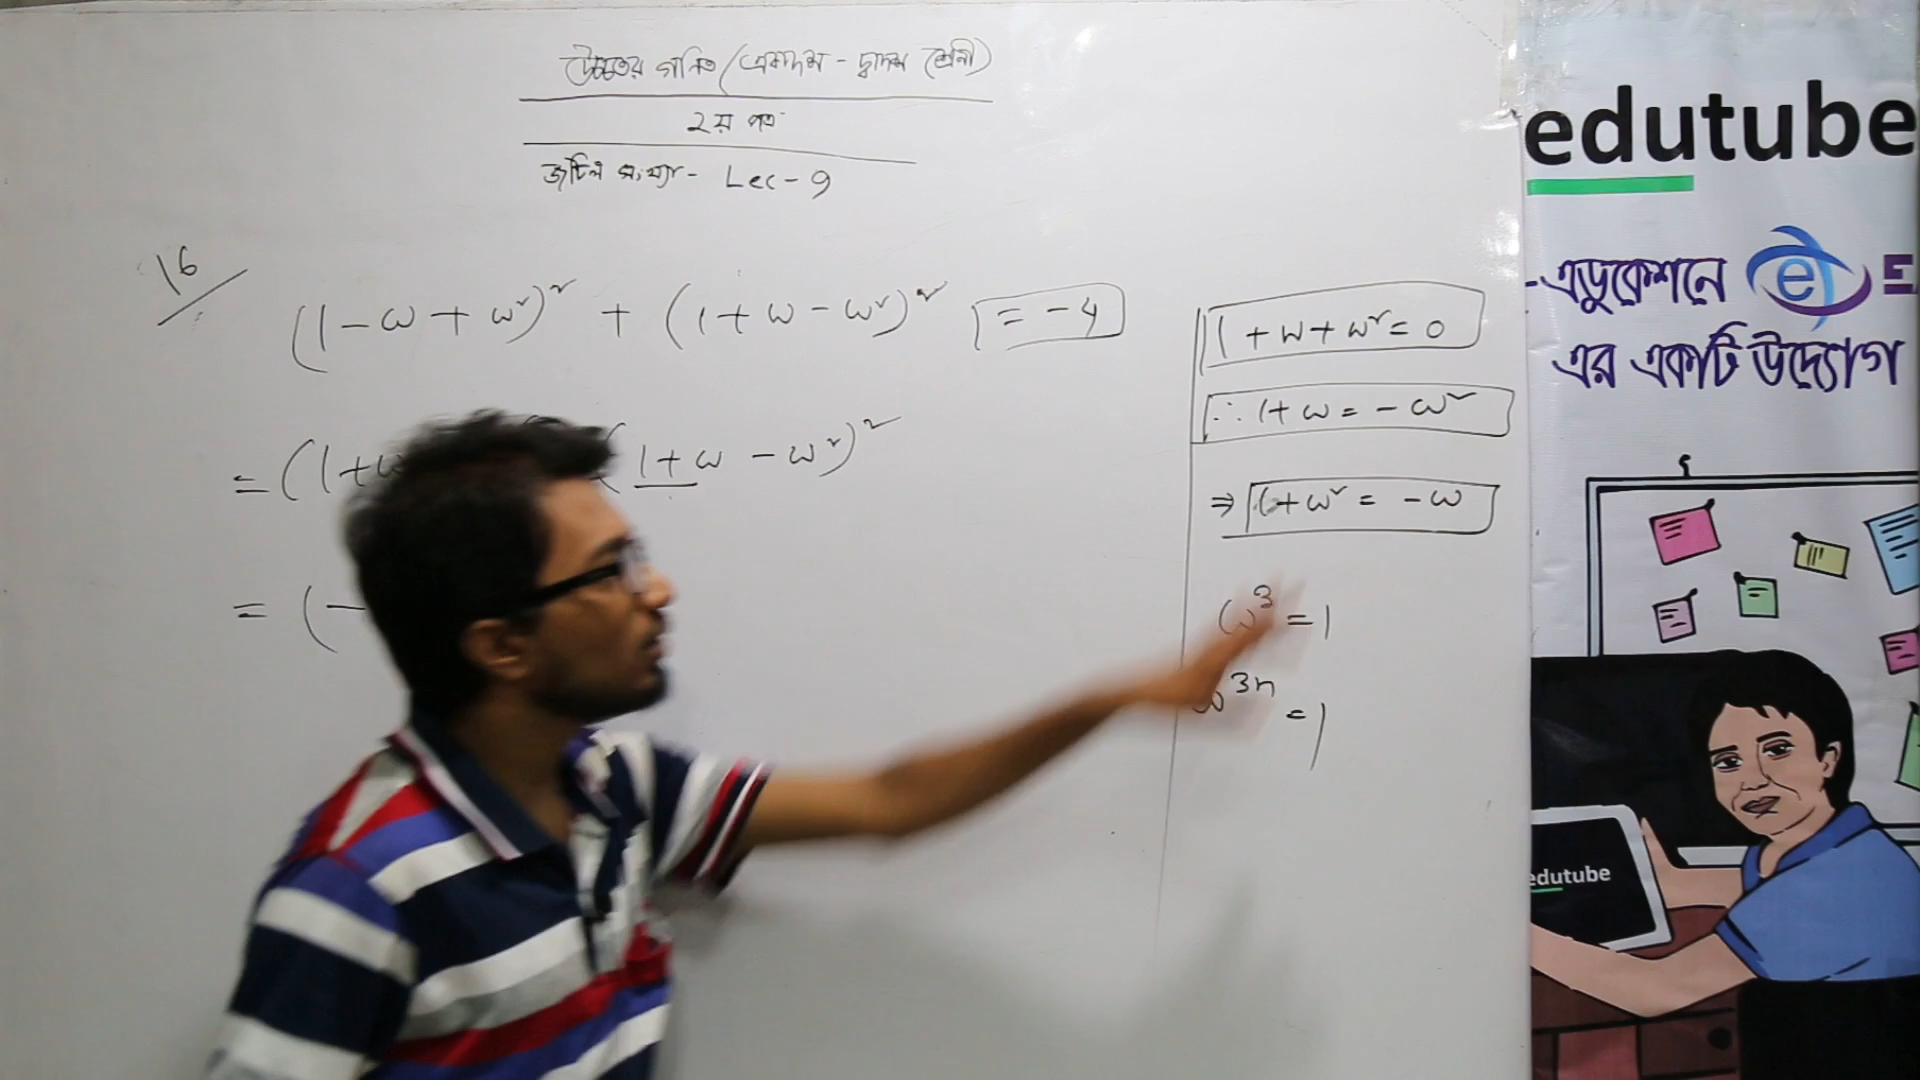 উচ্চতর গনিত (একাদশ - দ্বাদশ শ্রেনী)
২য় পত্র
জটিল সংখ্যা - Lec - 9
16
(1 - ω + ω²)² + (1 + ω - ω²)² = -4
= (1+ω (1+ω - ω²)²
= (-
1 + ω + ω² = 0
∴ 1 + ω = - ω²
⇒ 1 + ω² = - ω
ω³ = 1
ω³ⁿ = 1
edutube
-এডুকেশনে e E
এর একটি উদ্যোগ
edutube